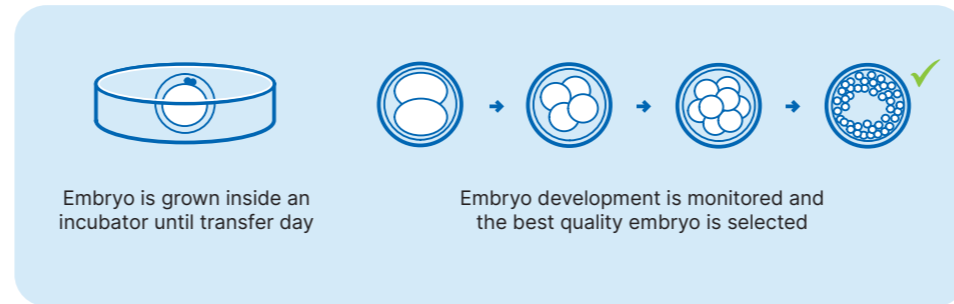 Embryo is grown inside an
incubator until transfer day
Embryo development is monitored and
the best quality embryo is selected